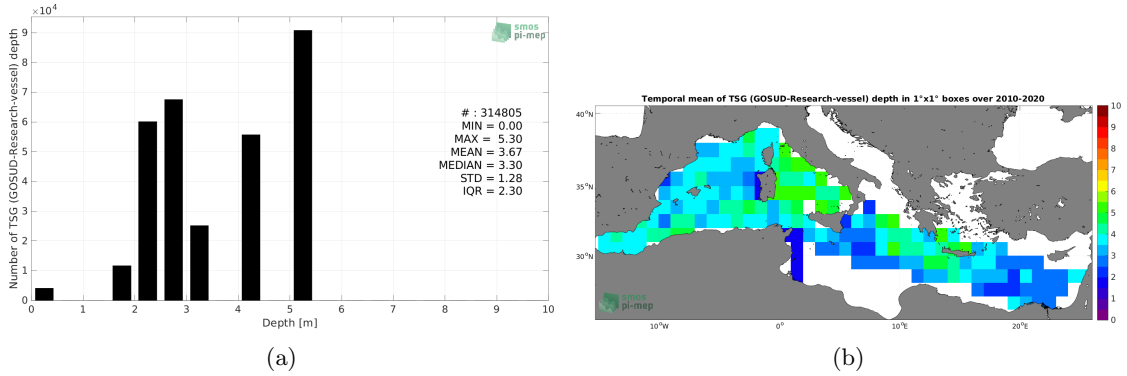 ×10⁴
9
8
7
6
5
4
3
2
1
0
Number of TSG (GOSUD-Research-vessel) depth
smos
pi-mep
# : 314805
MIN = 0.00
MAX = 5.30
MEAN = 3.67
MEDIAN = 3.30
STD = 1.28
IQR = 2.30
0 1 2 3 4 5 6 7 8 9 10
Depth [m]
(a)
Temporal mean of TSG (GOSUD-Research-vessel) depth in 1°x1° boxes over 2010-2020
40°N
35°N
30°N
10°W 0° 10°E 20°E
smos
pi-mep
10
9
8
7
6
5
4
3
2
1
0
(b)